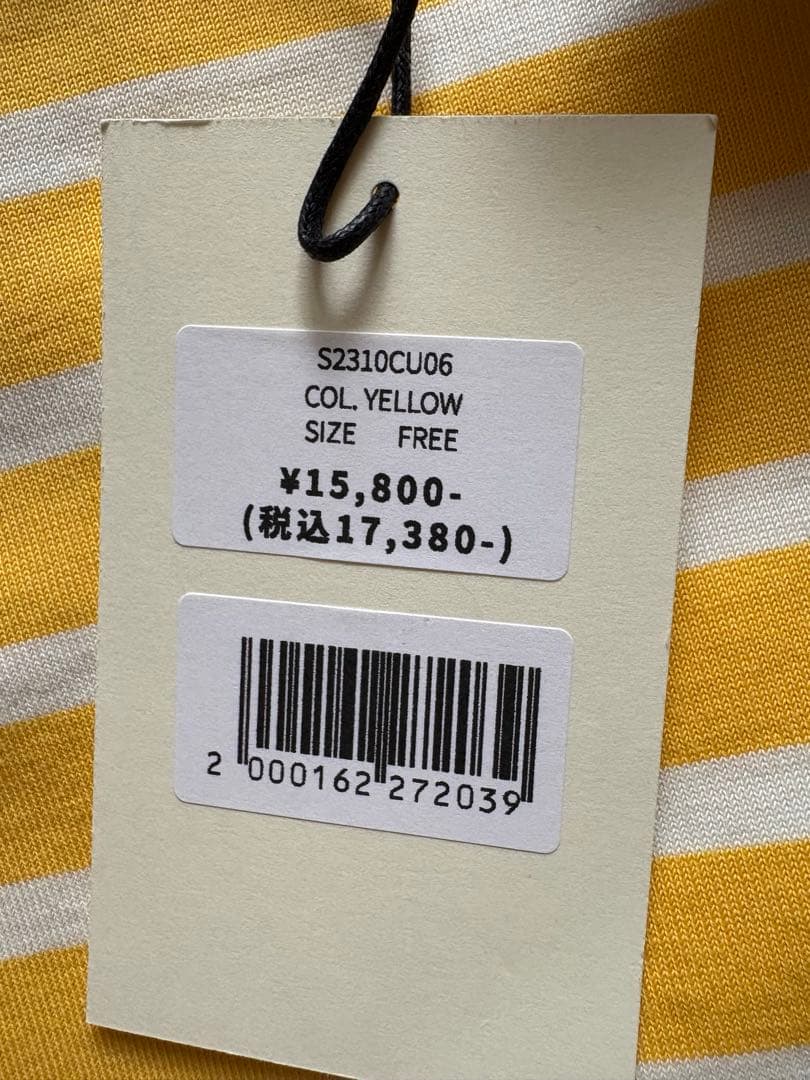 S2310CU06
COL. YELLOW
SIZE FREE
¥15,800-
(税込17,380-)
2 000162 272039